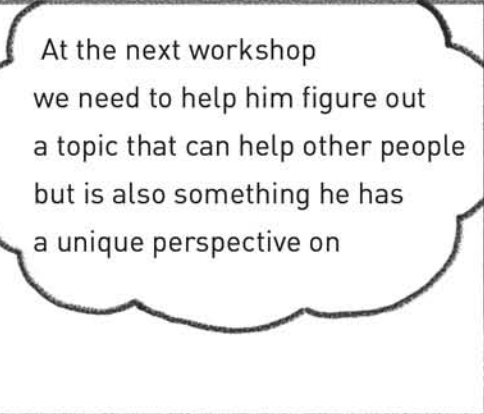 At the next workshop
we need to help him figure out
a topic that can help other people
but is also something he has
a unique perspective on